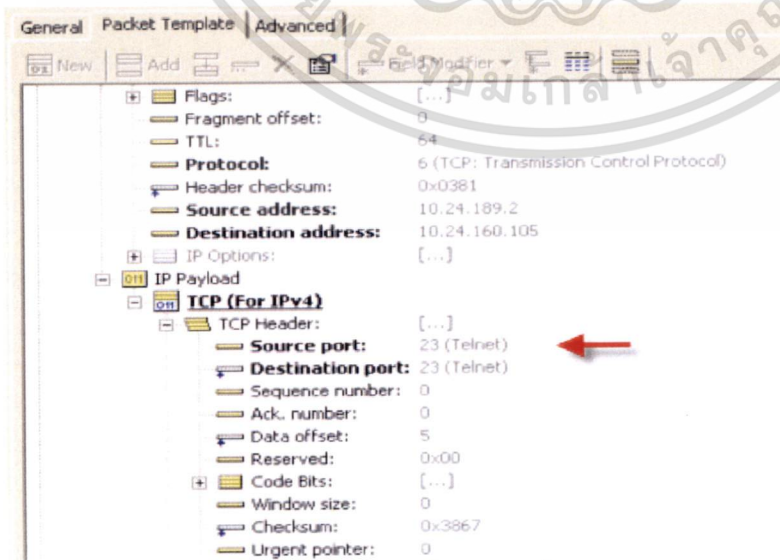 General Packet Template Advanced
New Add Field Modifier
Flags: [...]
Fragment offset: 0
TTL: 64
Protocol: 6 (TCP: Transmission Control Protocol)
Header checksum: 0x0381
Source address: 10.24.189.2
Destination address: 10.24.160.105
IP Options: [...]
IP Payload
TCP (For IPv4)
TCP Header: [...]
Source port: 23 (Telnet)
Destination port: 23 (Telnet)
Sequence number: 0
Ack. number: 0
Data offset: 5
Reserved: 0x00
Code Bits: [...]
Window size: 0
Checksum: 0x3867
Urgent pointer: 0